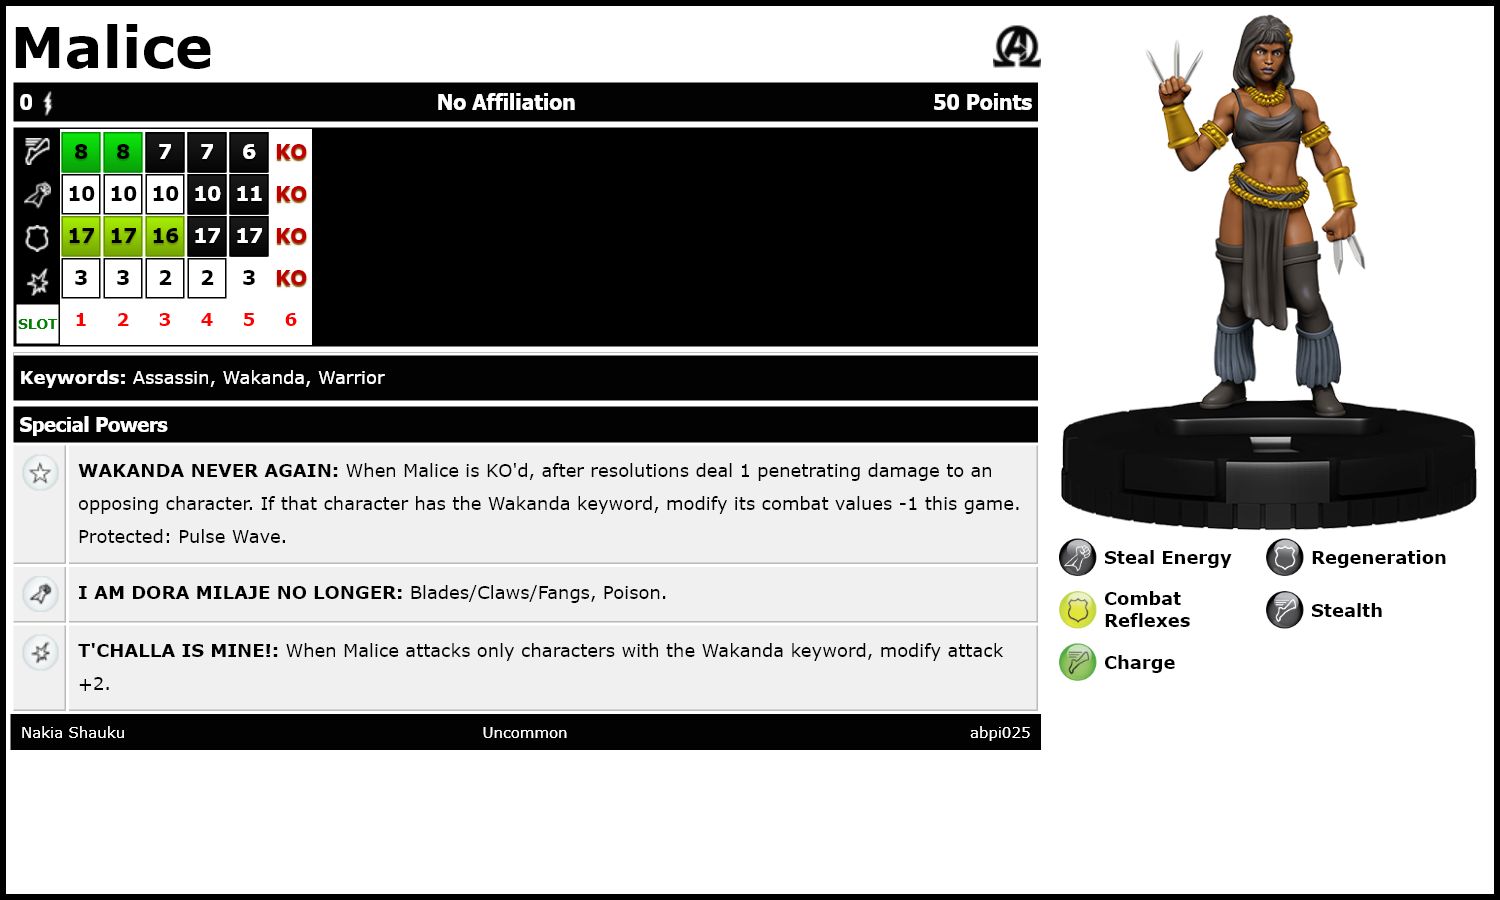 Malice
0 No Affiliation 50 Points
8 8 7 7 6 KO
10 10 10 10 11 KO
17 17 16 17 17 KO
3 3 2 2 3 KO
SLOT 1 2 3 4 5 6
Keywords: Assassin, Wakanda, Warrior
Special Powers
WAKANDA NEVER AGAIN: When Malice is KO'd, after resolutions deal 1 penetrating damage to an
opposing character. If that character has the Wakanda keyword, modify its combat values -1 this game.
Protected: Pulse Wave.
I AM DORA MILAJE NO LONGER: Blades/Claws/Fangs, Poison.
T'CHALLA IS MINE!: When Malice attacks only characters with the Wakanda keyword, modify attack
+2.
Nakia Shauku Uncommon abpi025
Steal Energy Regeneration
Combat
Reflexes
Stealth
Charge